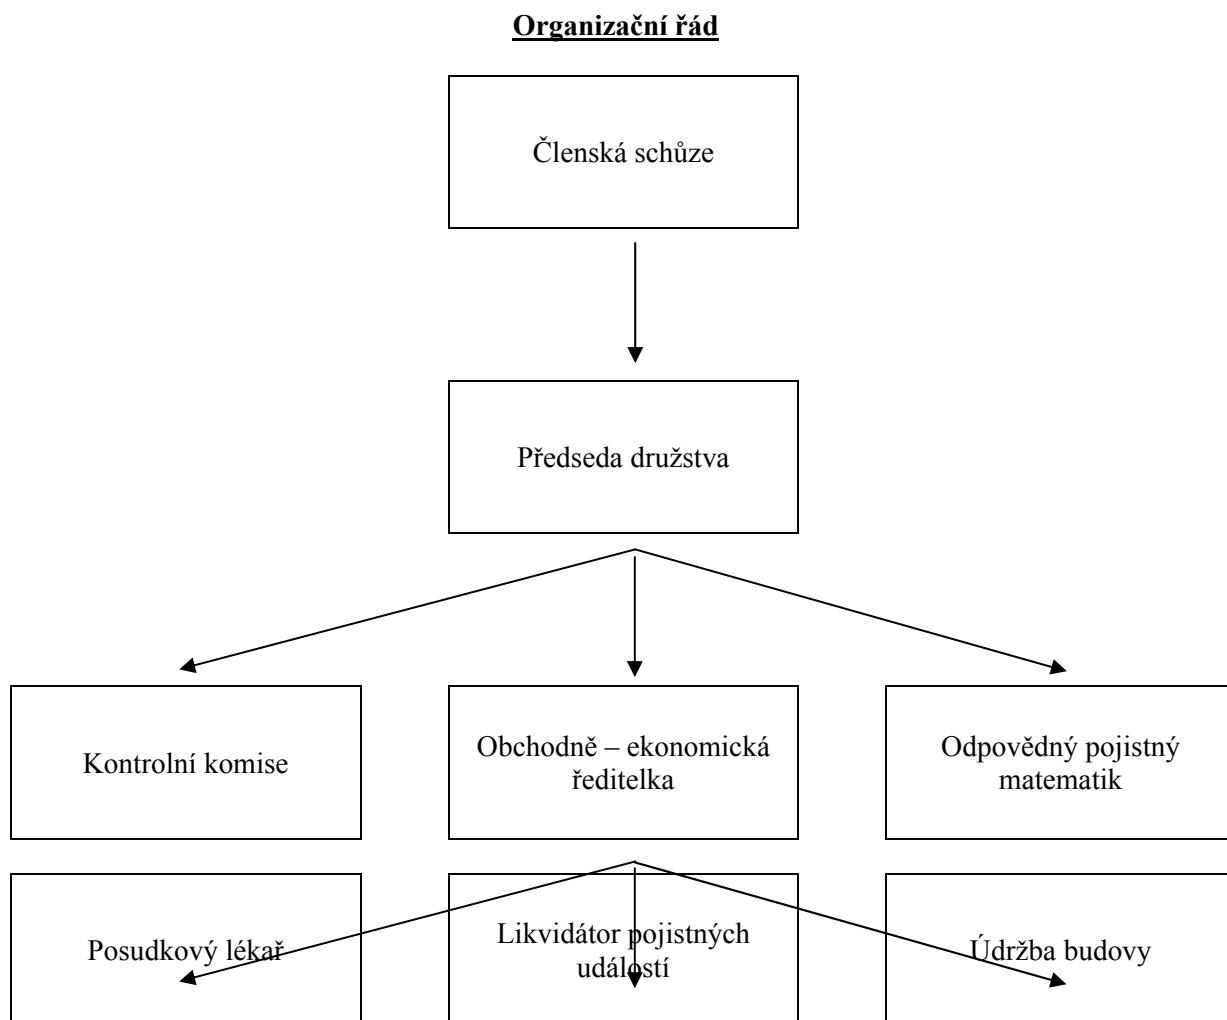 Organizační řád
Členská schůze
Předseda družstva
Kontrolní komise
Obchodně – ekonomická
ředitelka
Odpovědný pojistný
matematik
Posudkový lékař
Likvidátor pojistných
událostí
Údržba budovy